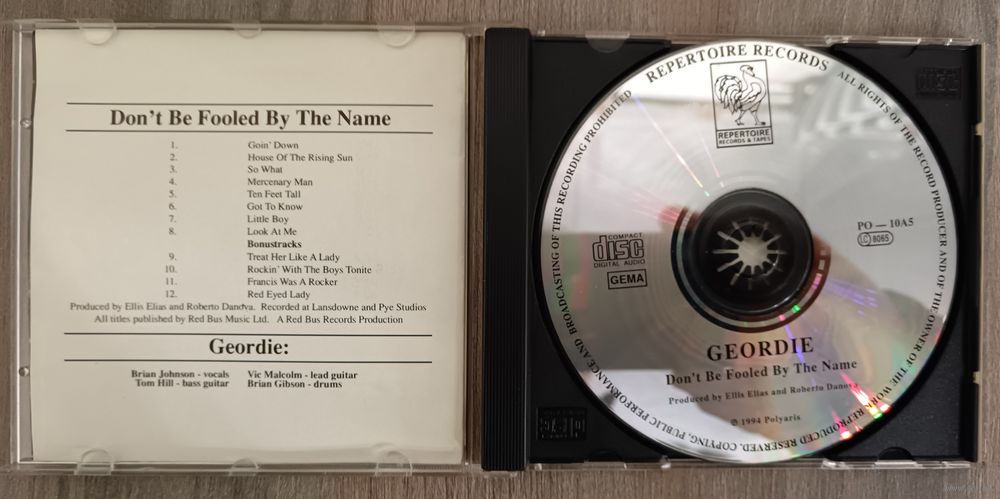 Don't Be Fooled By The Name
1. Goin' Down
2. House Of The Rising Sun
3. So What
4. Mercenary Man
5. Ten Feet Tall
6. Got To Know
7. Little Boy
8. Look At Me
Bonustracks
9. Treat Her Like A Lady
10. Rockin' With The Boys Tonite
11. Francis Was A Rocker
12. Red Eyed Lady
Produced by Ellis Elias and Roberto Danova. Recorded at Lansdowne and Pye Studios
All titles published by Red Bus Music Ltd. A Red Bus Records Production
Geordie:
Brian Johnson - vocals Vic Malcolm - lead guitar
Tom Hill - bass guitar Brian Gibson - drums
REPERTOIRE RECORDS
ALL RIGHTS OF THE RECORD PRODUCER AND OF THE OWNER OF THE WORK REPRODUCED RESERVED. COPYING, PUBLIC PERFORMANCE AND BROADCASTING OF THIS RECORDING PROHIBITED
REPERTOIRE
RECORDS & TAPES
COMPACT
disc
DIGITAL AUDIO
GEMA
PO — 10A5
LC 8065
GEORDIE
Don't Be Fooled By The Name
Produced by Ellis Elias and Roberto Danova
℗ 1994 Polyaris